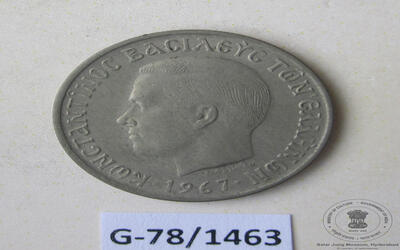 ΚΩΝCΤΑΝΤΙΝΟC ΒΑCΙΛΕΥC ΤΩΝ ΕΛΛΗΝΩΝ
· 1967 ·
G-78/1463
Salar Jung Museum, Hyderabad